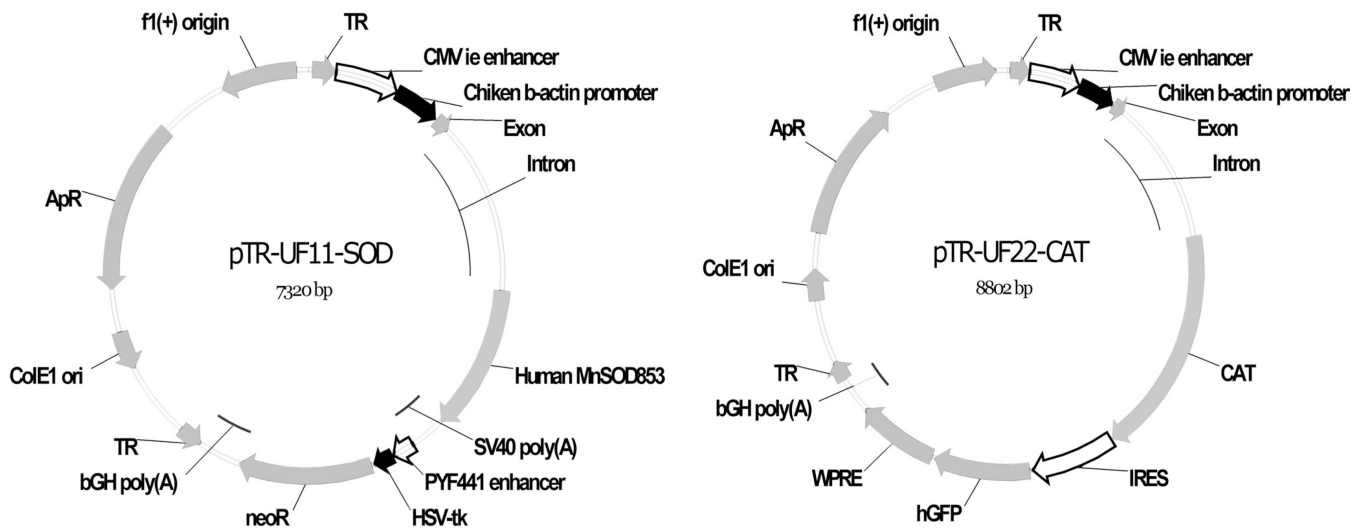 f1(+) origin
TR
CMV ie enhancer
Chiken b-actin promoter
Exon
Intron
ApR
pTR-UF11-SOD
7320 bp
ColE1 ori
Human MnSOD853
TR
SV40 poly(A)
bGH poly(A)
PYF441 enhancer
neoR
HSV-tk
f1(+) origin
TR
CMV ie enhancer
Chiken b-actin promoter
Exon
ApR
Intron
pTR-UF22-CAT
8802 bp
ColE1 ori
TR
CAT
bGH poly(A)
WPRE
IRES
hGFP